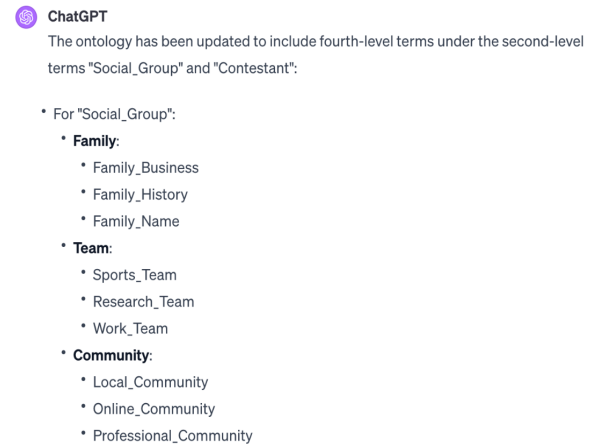 ChatGPT
The ontology has been updated to include fourth-level terms under the second-level
terms "Social_Group" and "Contestant":
• For "Social_Group":
• Family:
• Family_Business
• Family_History
• Family_Name
• Team:
• Sports_Team
• Research_Team
• Work_Team
• Community:
• Local_Community
• Online_Community
• Professional_Community